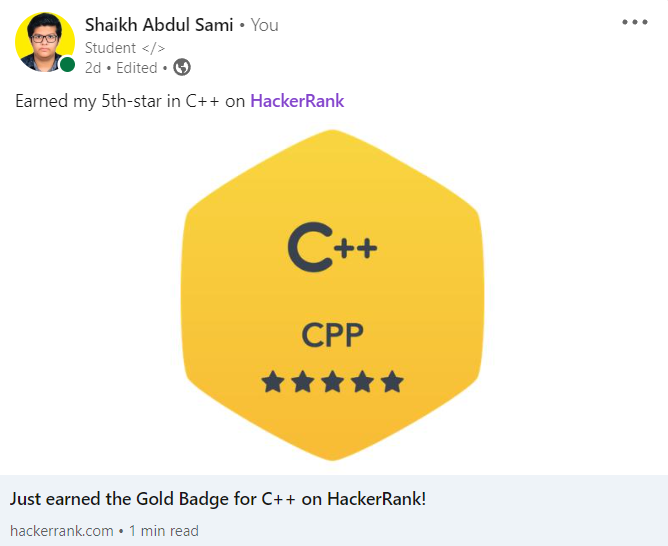 Shaikh Abdul Sami • You
Student </>
2d • Edited •
Earned my 5th-star in C++ on HackerRank
C++
CPP
Just earned the Gold Badge for C++ on HackerRank!
hackerrank.com • 1 min read